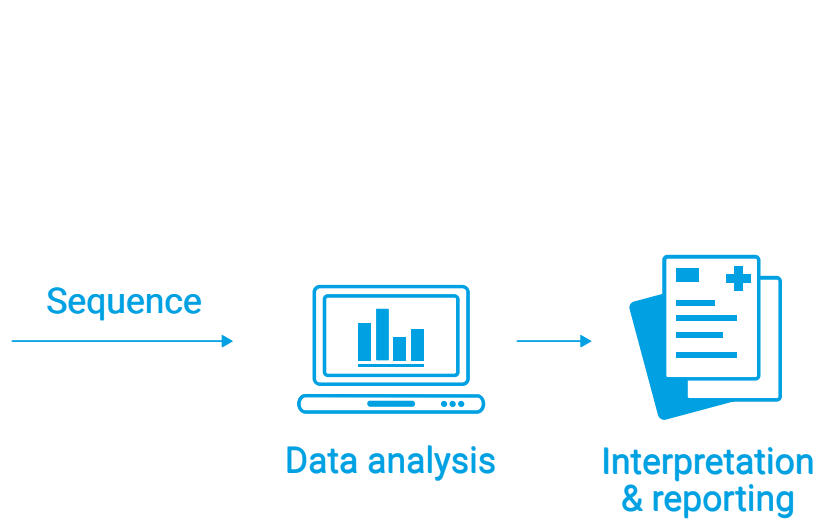 Sequence
Data analysis
Interpretation
& reporting